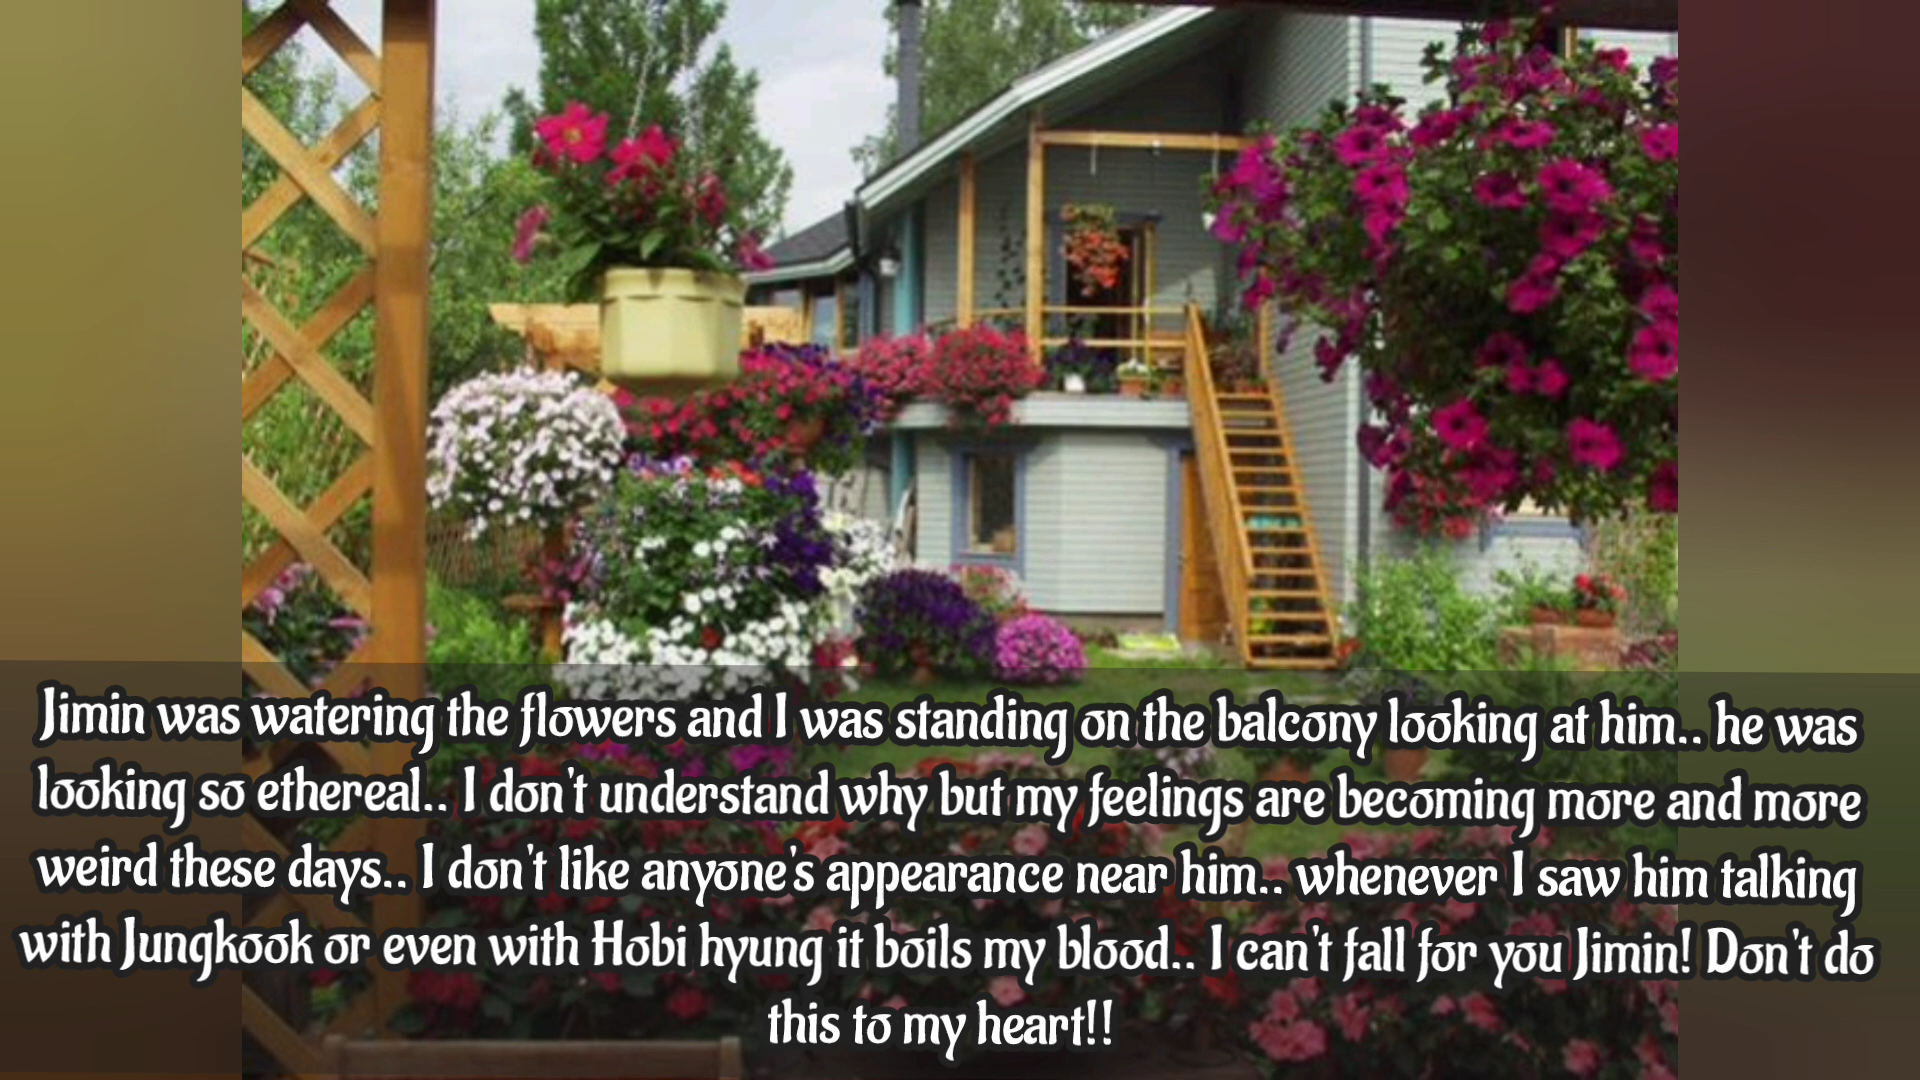 Jimin was watering the flowers and I was standing on the balcony looking at him.. he was
looking so ethereal.. I don't understand why but my feelings are becoming more and more
weird these days.. I don't like anyone's appearance near him.. whenever I saw him talking
with Jungkook or even with Hobi hyung it boils my blood.. I can't fall for you Jimin! Don't do
this to my heart!!